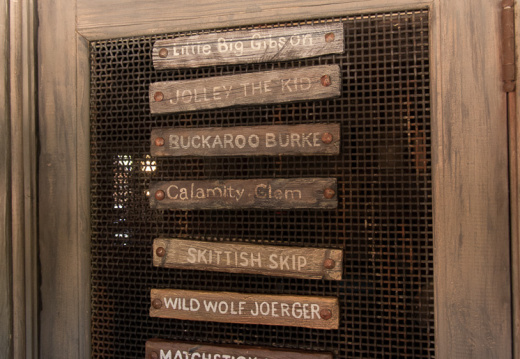 Little Big Gibson
JOLLEY THE KID
BUCKAROO BURKE
Calamity Clem
SKITTISH SKIP
WILD WOLF JOERGER